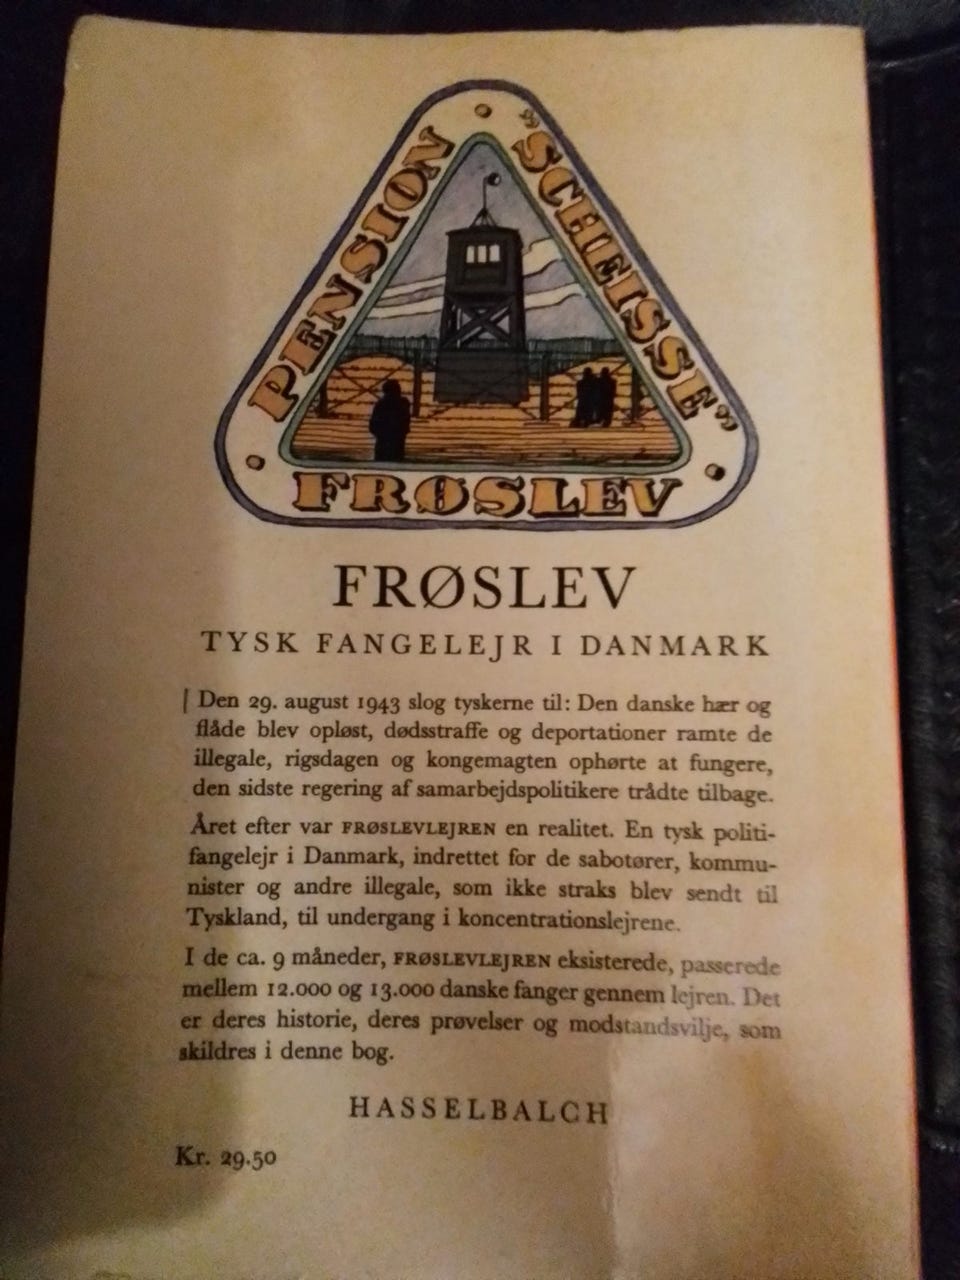 PENSION
„SCHEISSE”
FRØSLEV
FRØSLEV
TYSK FANGELEJR I DANMARK
Den 29. august 1943 slog tyskerne til: Den danske hær og
flåde blev opløst, dødsstraffe og deportationer ramte de
illegale, rigsdagen og kongemagten ophørte at fungere,
den sidste regering af samarbejdspolitikere trådte tilbage.
Året efter var FRØSLEVLEJREN en realitet. En tysk politi-
fangelejr i Danmark, indrettet for de sabotører, kommu-
nister og andre illegale, som ikke straks blev sendt til
Tyskland, til undergang i koncentrationslejrene.
I de ca. 9 måneder, FRØSLEVLEJREN eksisterede, passerede
mellem 12.000 og 13.000 danske fanger gennem lejren. Det
er deres historie, deres prøvelser og modstandsvilje, som
skildres i denne bog.
HASSELBALCH
Kr. 29.50